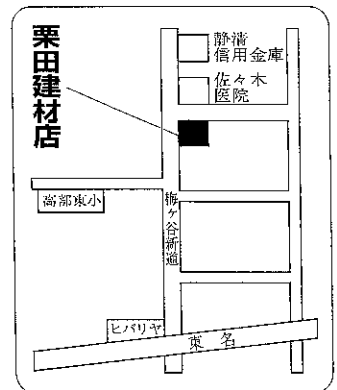 静清
信用金庫
佐々木
医院
栗田建材店
高部東小
梅ヶ谷新道
ヒバリヤ
東名